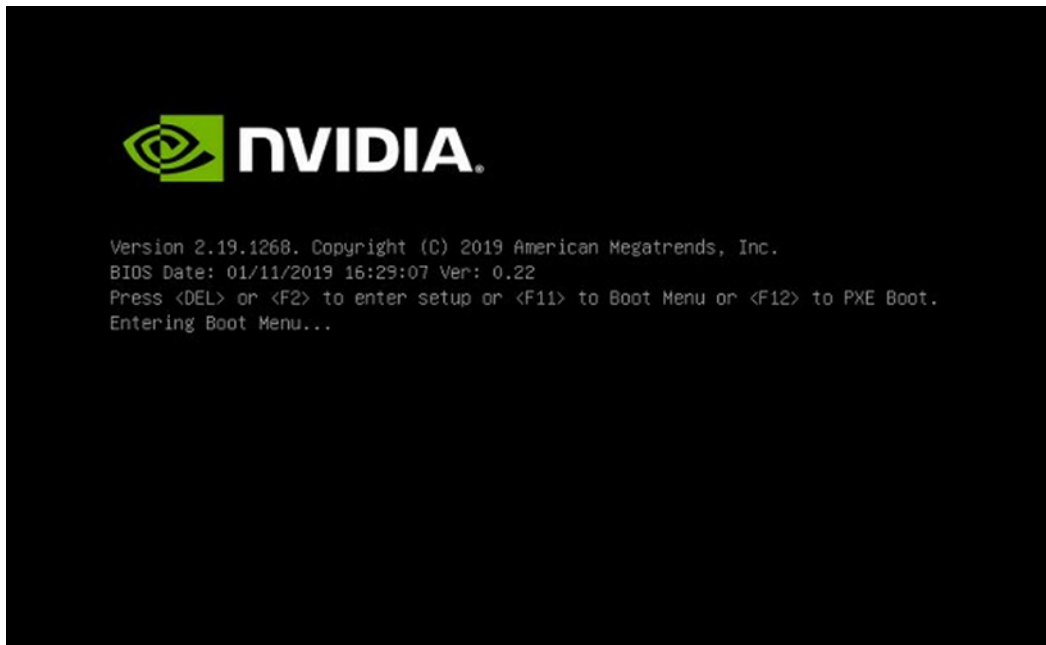 NVIDIA.
Version 2.19.1268. Copyright (C) 2019 American Megatrends, Inc.
BIOS Date: 01/11/2019 16:29:07 Ver: 0.22
Press <DEL> or <F2> to enter setup or <F11> to Boot Menu or <F12> to PXE Boot.
Entering Boot Menu...